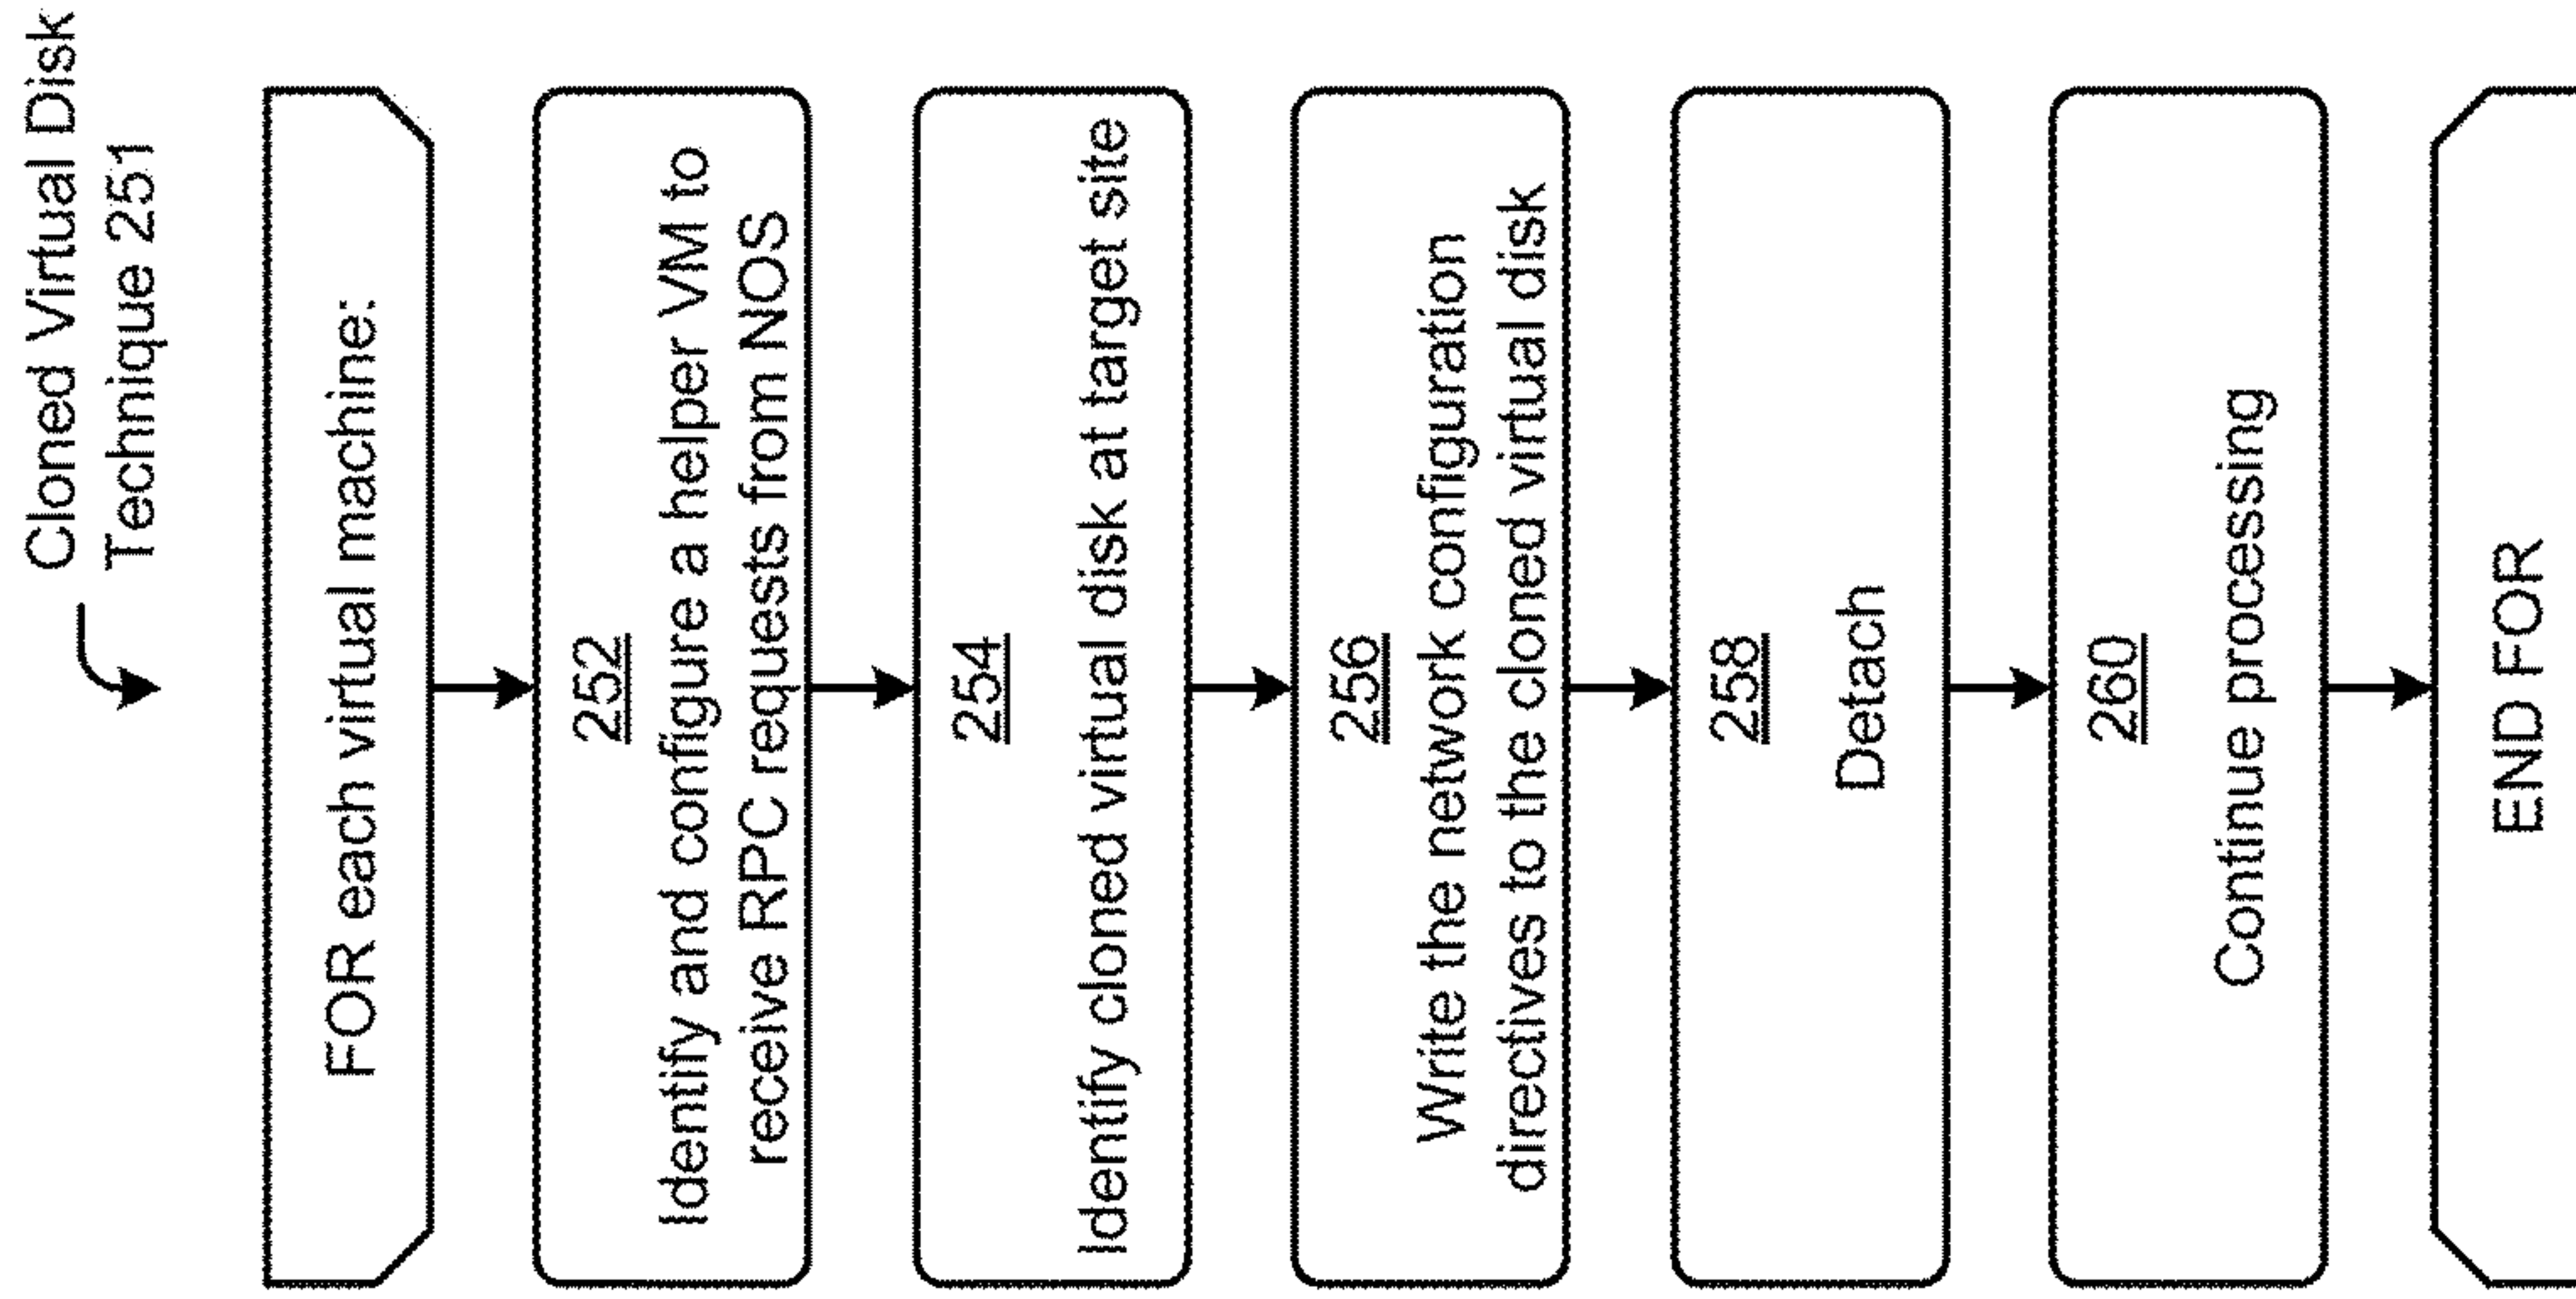 Cloned Virtual Disk
Technique 251
FOR each virtual machine:
252
Identify and configure a helper VM to
receive RPC requests from NOS
254
Identify cloned virtual disk at target site
256
Write the network configuration
directives to the cloned virtual disk
258
Detach
260
Continue processing
END FOR